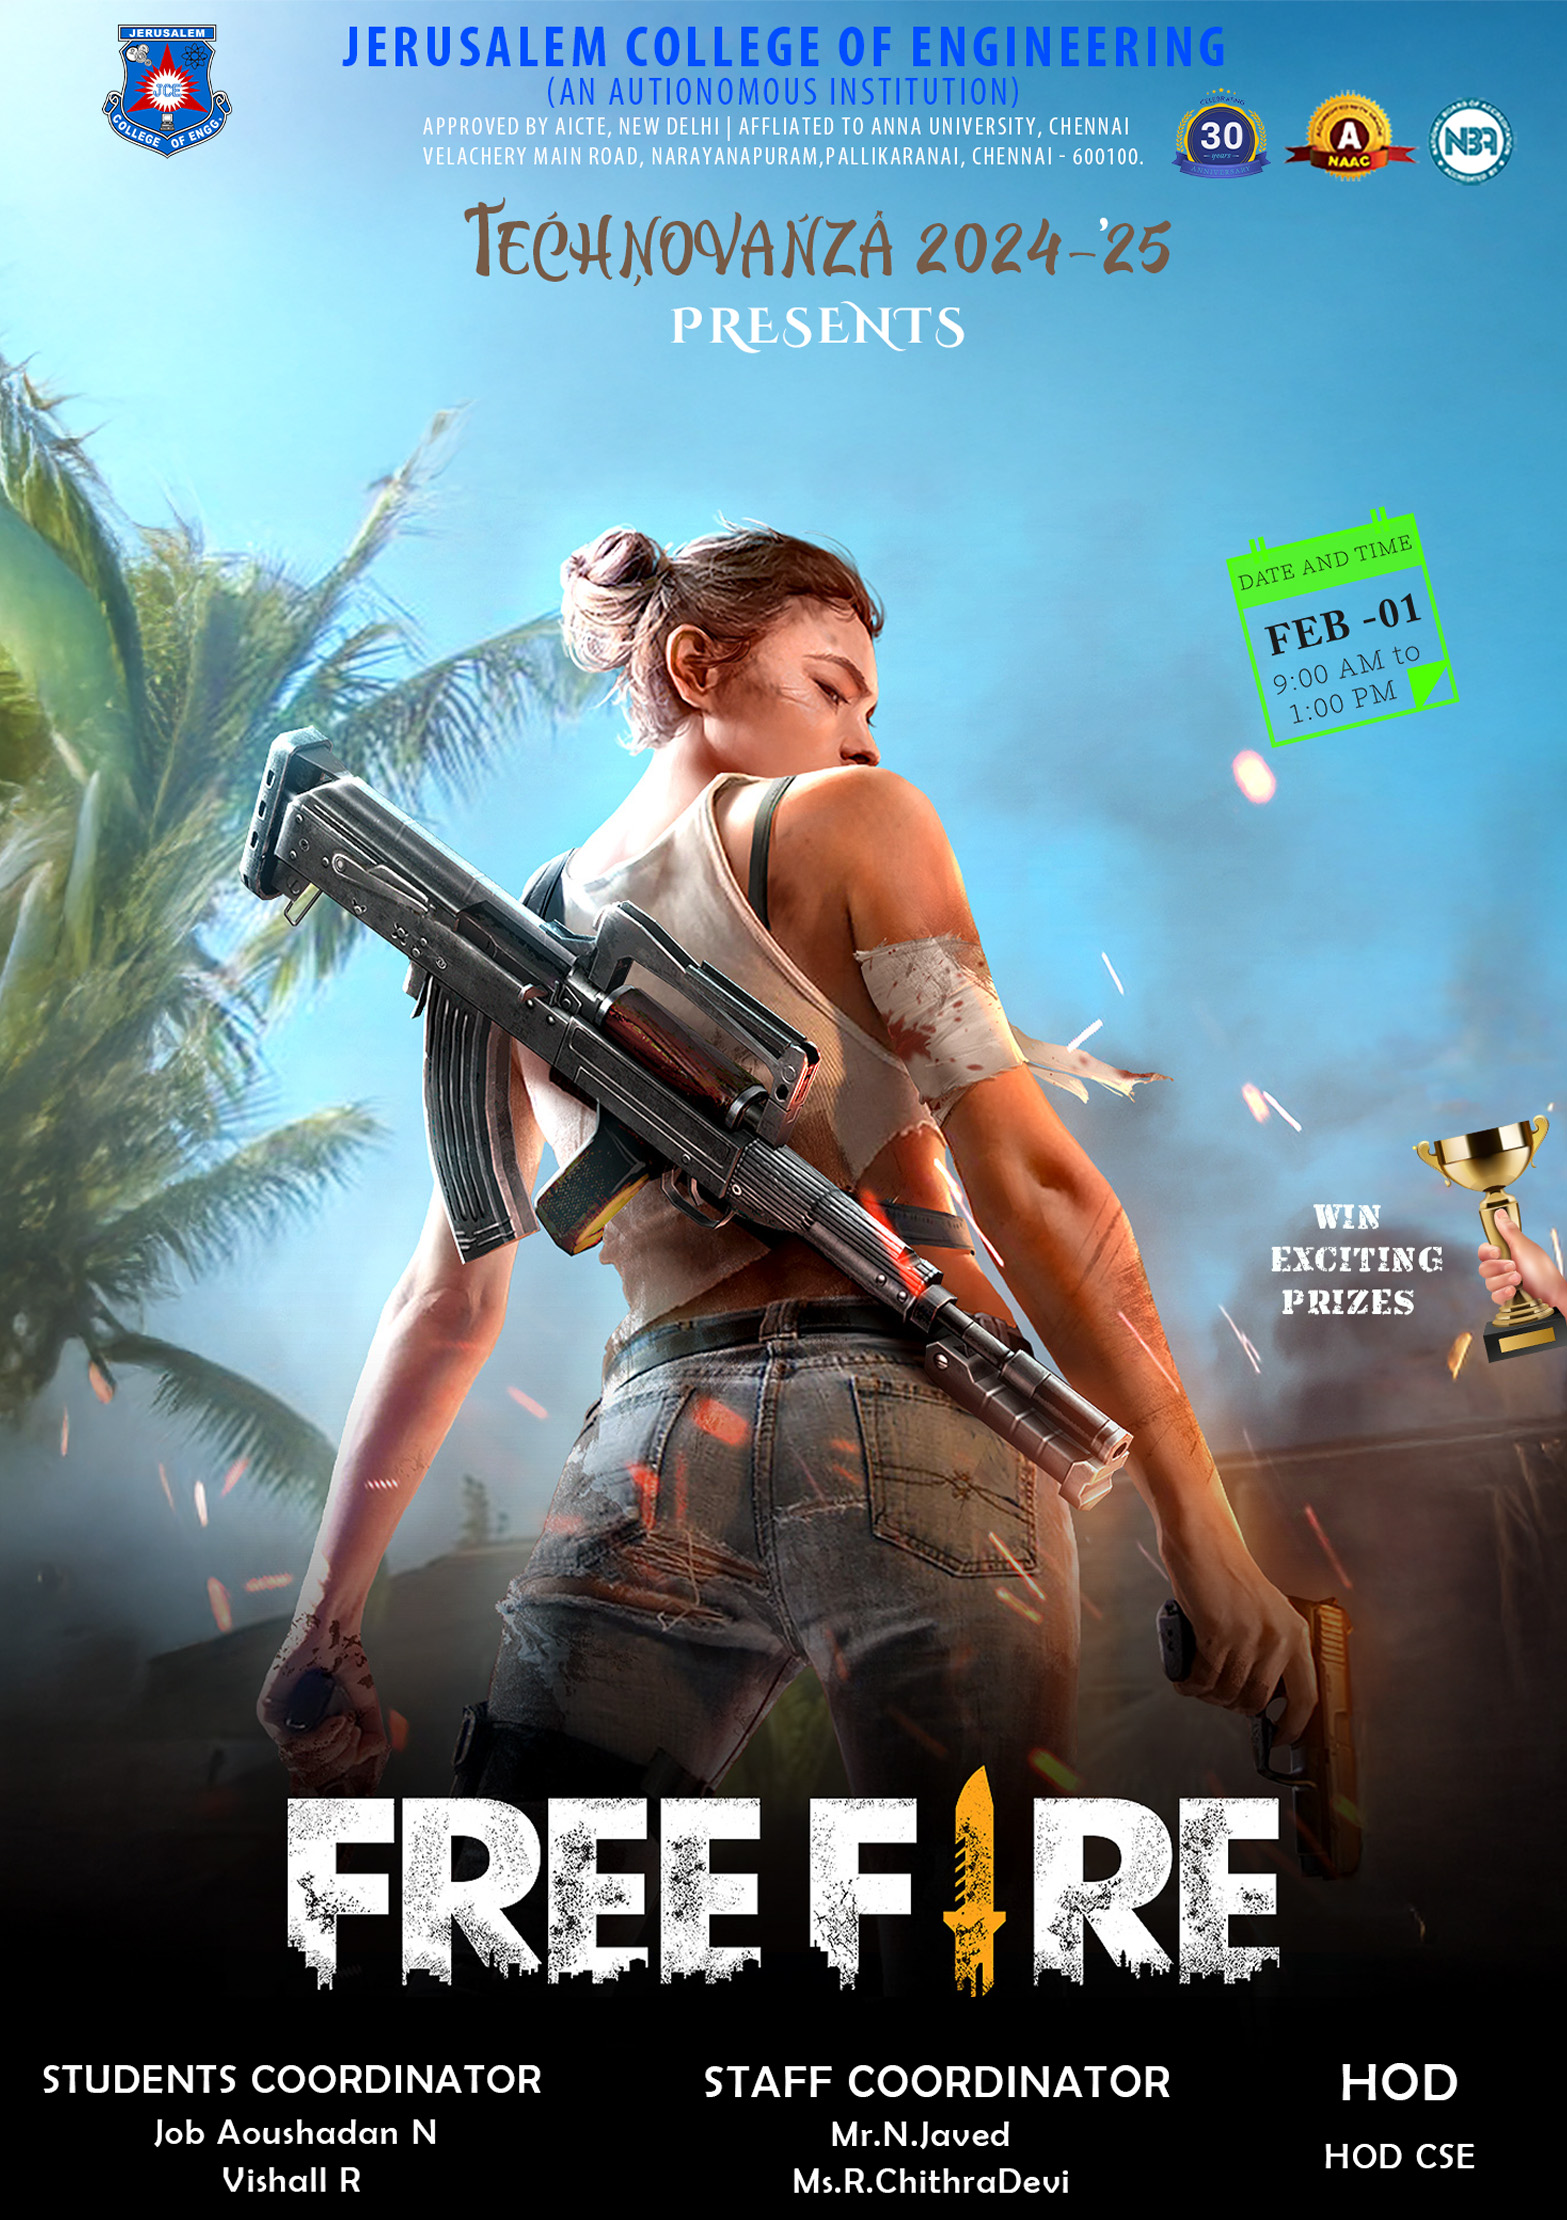 JERUSALEM
JCE
COLLEGE OF ENGG.
JERUSALEM COLLEGE OF ENGINEERING
(AN AUTIONOMOUS INSTITUTION)
APPROVED BY AICTE, NEW DELHI | AFFLIATED TO ANNA UNIVERSITY, CHENNAI
VELACHERY MAIN ROAD, NARAYANAPURAM,PALLIKARANAI, CHENNAI - 600100.
CELEBRATING
30
years
ANNIVERSARY
A
NAAC
NBA
TECHNOVANZA 2024-'25
PRESENTS
DATE AND TIME
FEB -01
9:00 AM to
1:00 PM
WIN
EXCITING
PRIZES
FREE FIRE
STUDENTS COORDINATOR
Job Aoushadan N
Vishall R
STAFF COORDINATOR
Mr.N.Javed
Ms.R.ChithraDevi
HOD
HOD CSE